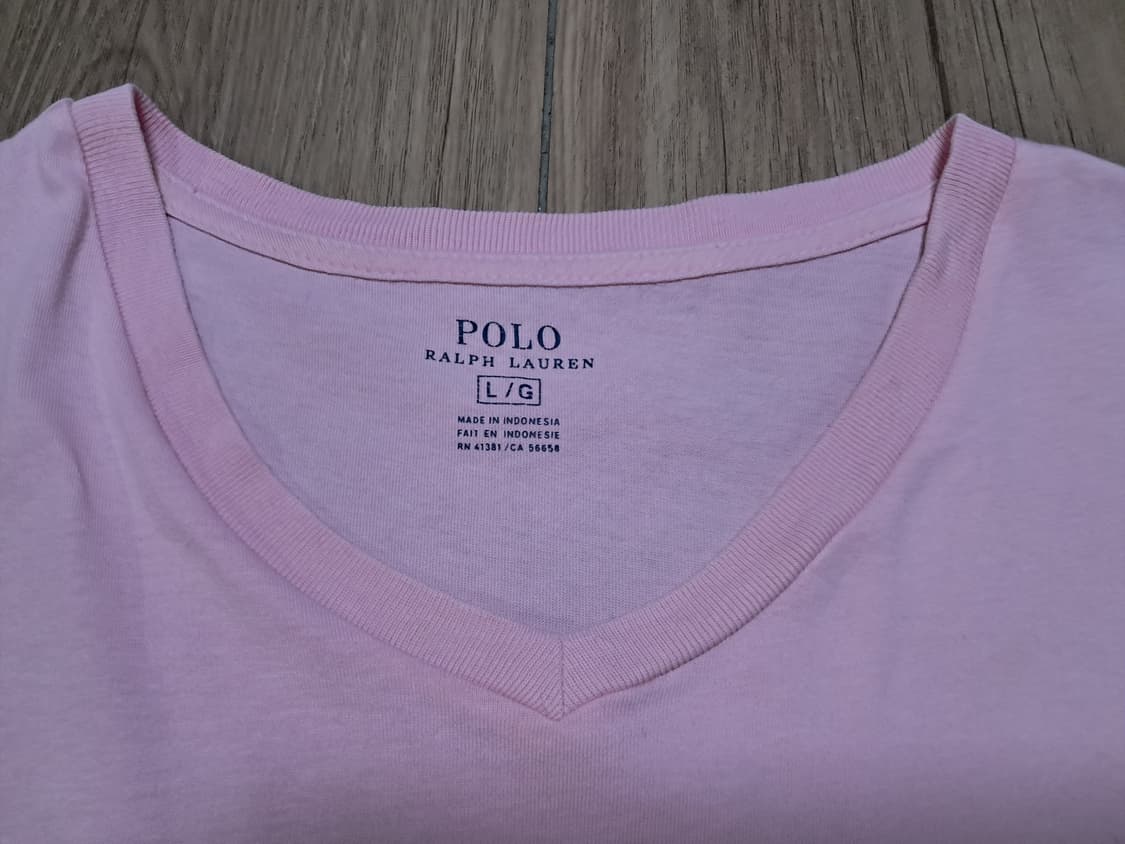 POLO
RALPH LAUREN
L/G
MADE IN INDONESIA
FAIT EN INDONESIE
RN 41381/CA 56658